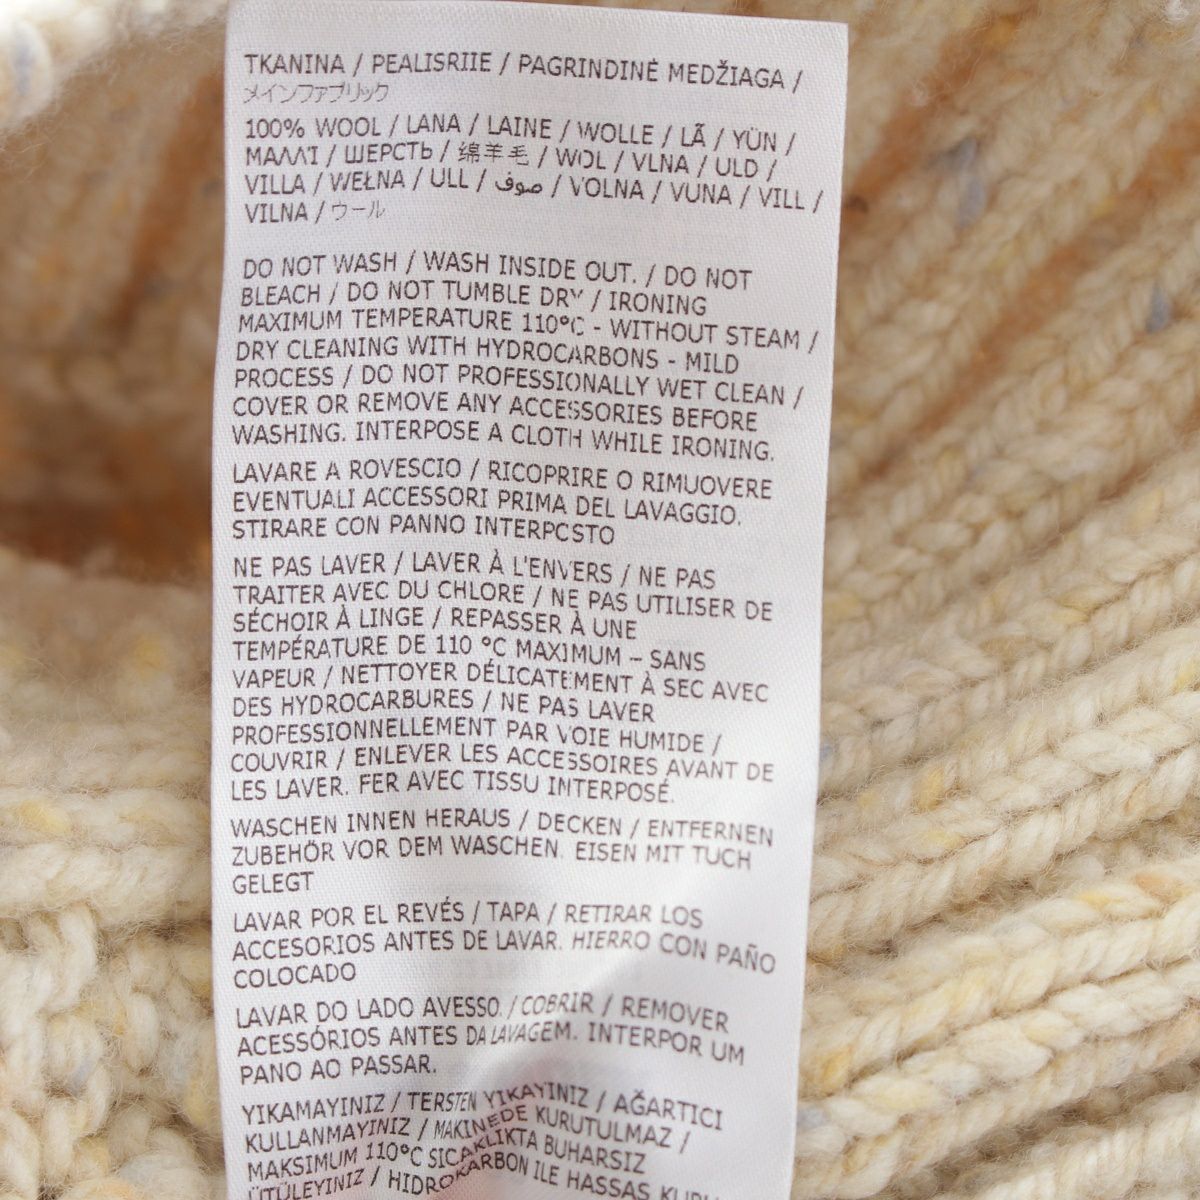 TKANINA / PEALISRIIE / PAGRINDINĖ MEDŽIAGA /
メインファブリック
100% WOOL / LANA / LAINE / WOLLE / LÃ / YÜN /
ΜΑΛΛΊ / ШЕРСТЬ / 绵羊毛 / WOL / VLNA / ULD /
VILLA / WEŁNA / ULL / صوف / VOLNA / VUNA / VILL /
VILNA / ウール
DO NOT WASH / WASH INSIDE OUT. / DO NOT
BLEACH / DO NOT TUMBLE DRY / IRONING
MAXIMUM TEMPERATURE 110°C - WITHOUT STEAM /
DRY CLEANING WITH HYDROCARBONS - MILD
PROCESS / DO NOT PROFESSIONALLY WET CLEAN /
COVER OR REMOVE ANY ACCESSORIES BEFORE
WASHING. INTERPOSE A CLOTH WHILE IRONING.
LAVARE A ROVESCIO / RICOPRIRE O RIMUOVERE
EVENTUALI ACCESSORI PRIMA DEL LAVAGGIO.
STIRARE CON PANNO INTERPOSTO
NE PAS LAVER / LAVER À L'ENVERS / NE PAS
TRAITER AVEC DU CHLORE / NE PAS UTILISER DE
SÉCHOIR À LINGE / REPASSER À UNE
TEMPÉRATURE DE 110 °C MAXIMUM – SANS
VAPEUR / NETTOYER DÉLICATEMENT À SEC AVEC
DES HYDROCARBURES / NE PAS LAVER
PROFESSIONNELLEMENT PAR VOIE HUMIDE /
COUVRIR / ENLEVER LES ACCESSOIRES AVANT DE
LES LAVER. FER AVEC TISSU INTERPOSÉ.
WASCHEN INNEN HERAUS / DECKEN / ENTFERNEN
ZUBEHÖR VOR DEM WASCHEN. EISEN MIT TUCH
GELEGT
LAVAR POR EL REVÉS / TAPA / RETIRAR LOS
ACCESORIOS ANTES DE LAVAR. HIERRO CON PAÑO
COLOCADO
LAVAR DO LADO AVESSO. / COBRIR / REMOVER
ACESSÓRIOS ANTES DA LAVAGEM. INTERPOR UM
PANO AO PASSAR.
YIKAMAYINIZ / TERSTEN YIKAYINIZ / AĞARTICI
KULLANMAYINIZ / MAKINEDE KURUTULMAZ /
MAKSIMUM 110°C SICAKLIKTA BUHARSIZ
ÜTÜLEYINIZ / HIDROKARBON ILE HASSAS KURU